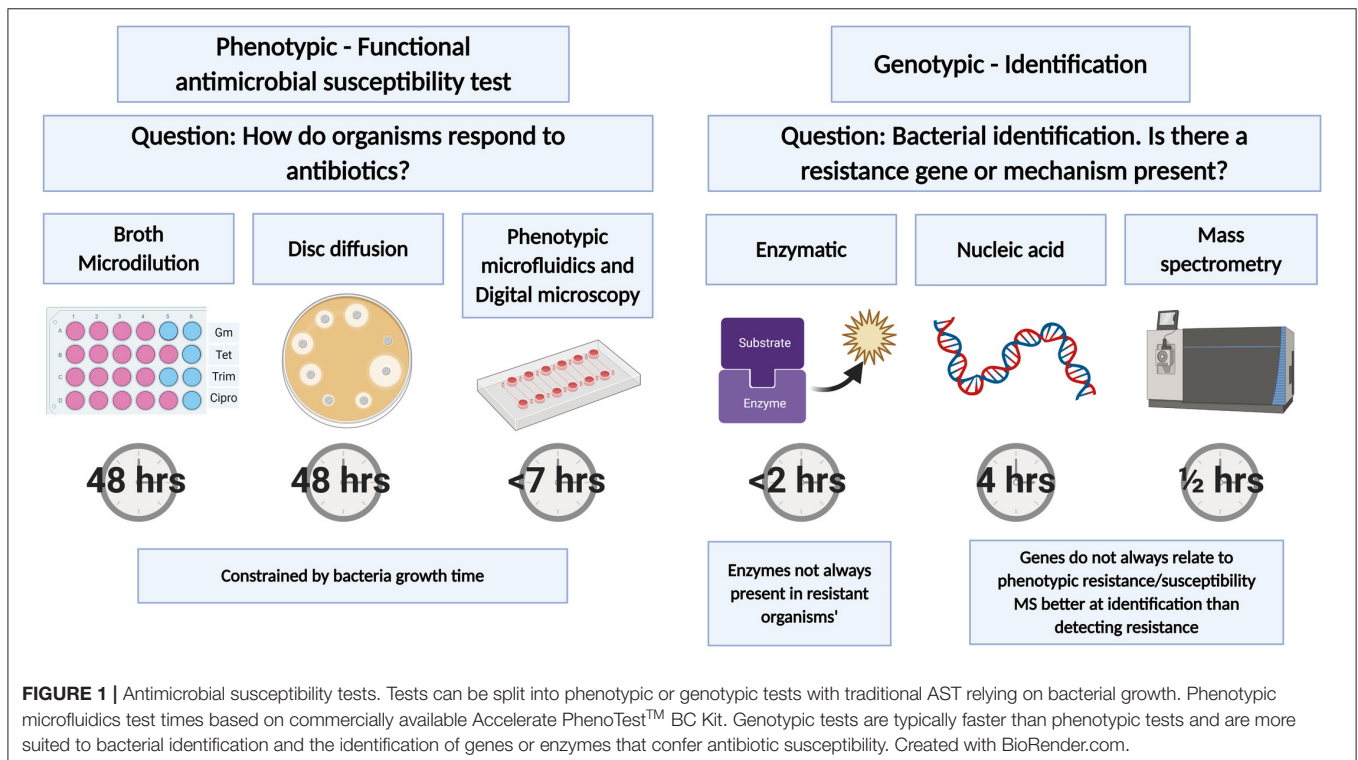 Phenotypic - Functional
antimicrobial susceptibility test
Question: How do organisms respond to
antibiotics?
Broth
Microdilution
Disc diffusion
Phenotypic
microfluidics and
Digital microscopy
1 2 3 4 5 6
A
B
C
D
Gm
Tet
Trim
Cipro
48 hrs
48 hrs
<7 hrs
Constrained by bacteria growth time
Genotypic - Identification
Question: Bacterial identification. Is there a
resistance gene or mechanism present?
Enzymatic
Nucleic acid
Mass
spectrometry
Substrate
Enzyme
<2 hrs
4 hrs
½ hrs
Enzymes not always
present in resistant
organisms'
Genes do not always relate to
phenotypic resistance/susceptibility
MS better at identification than
detecting resistance
FIGURE 1 | Antimicrobial susceptibility tests. Tests can be split into phenotypic or genotypic tests with traditional AST relying on bacterial growth. Phenotypic
microfluidics test times based on commercially available Accelerate PhenoTest™ BC Kit. Genotypic tests are typically faster than phenotypic tests and are more
suited to bacterial identification and the identification of genes or enzymes that confer antibiotic susceptibility. Created with BioRender.com.